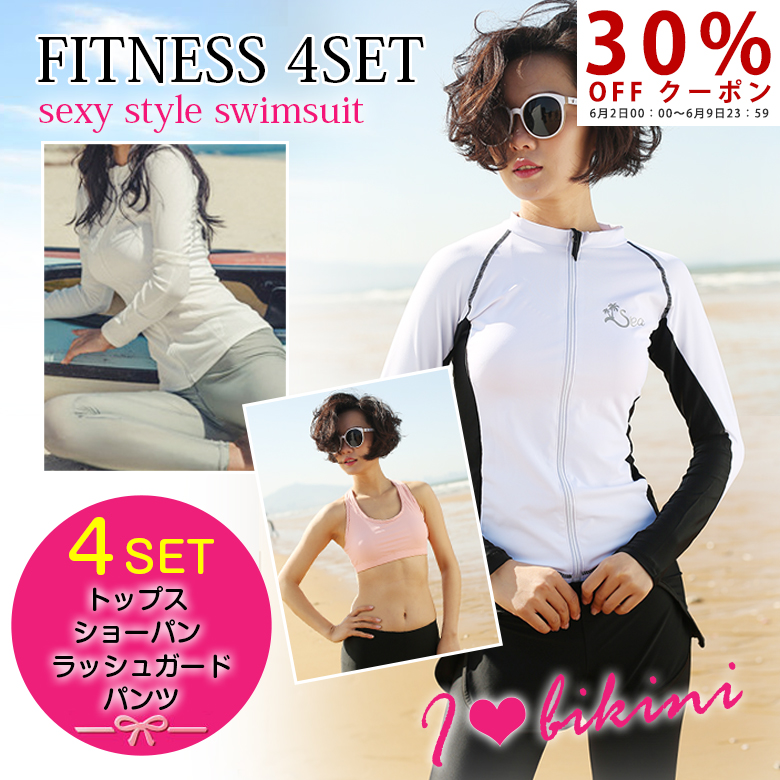 FITNESS 4SET
sexy style swimsuit
30%
OFF クーポン
6月2日00：00～6月9日23：59
Sea
4 SET
トップス
ショーパン
ラッシュガード
パンツ
I ❤ bikini